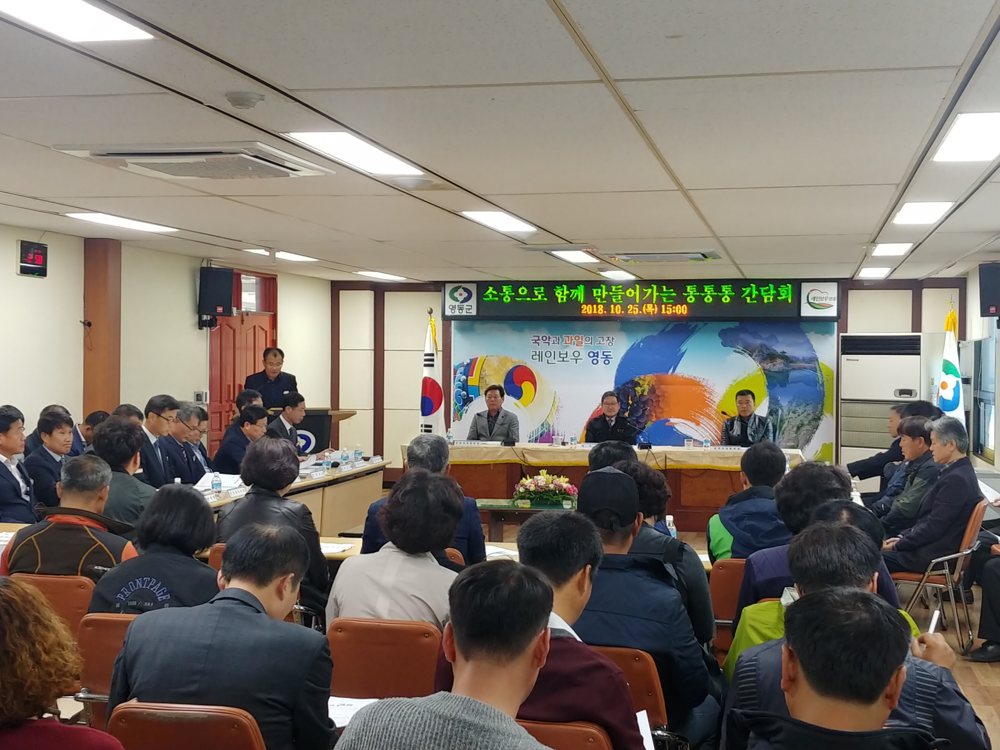 영동군
소통으로 함께 만들어가는 통통통 간담회
2018. 10. 25.(목) 15:00
레인보우영동
국악과 과일의 고장
레인보우 영동
FRONTPAGE